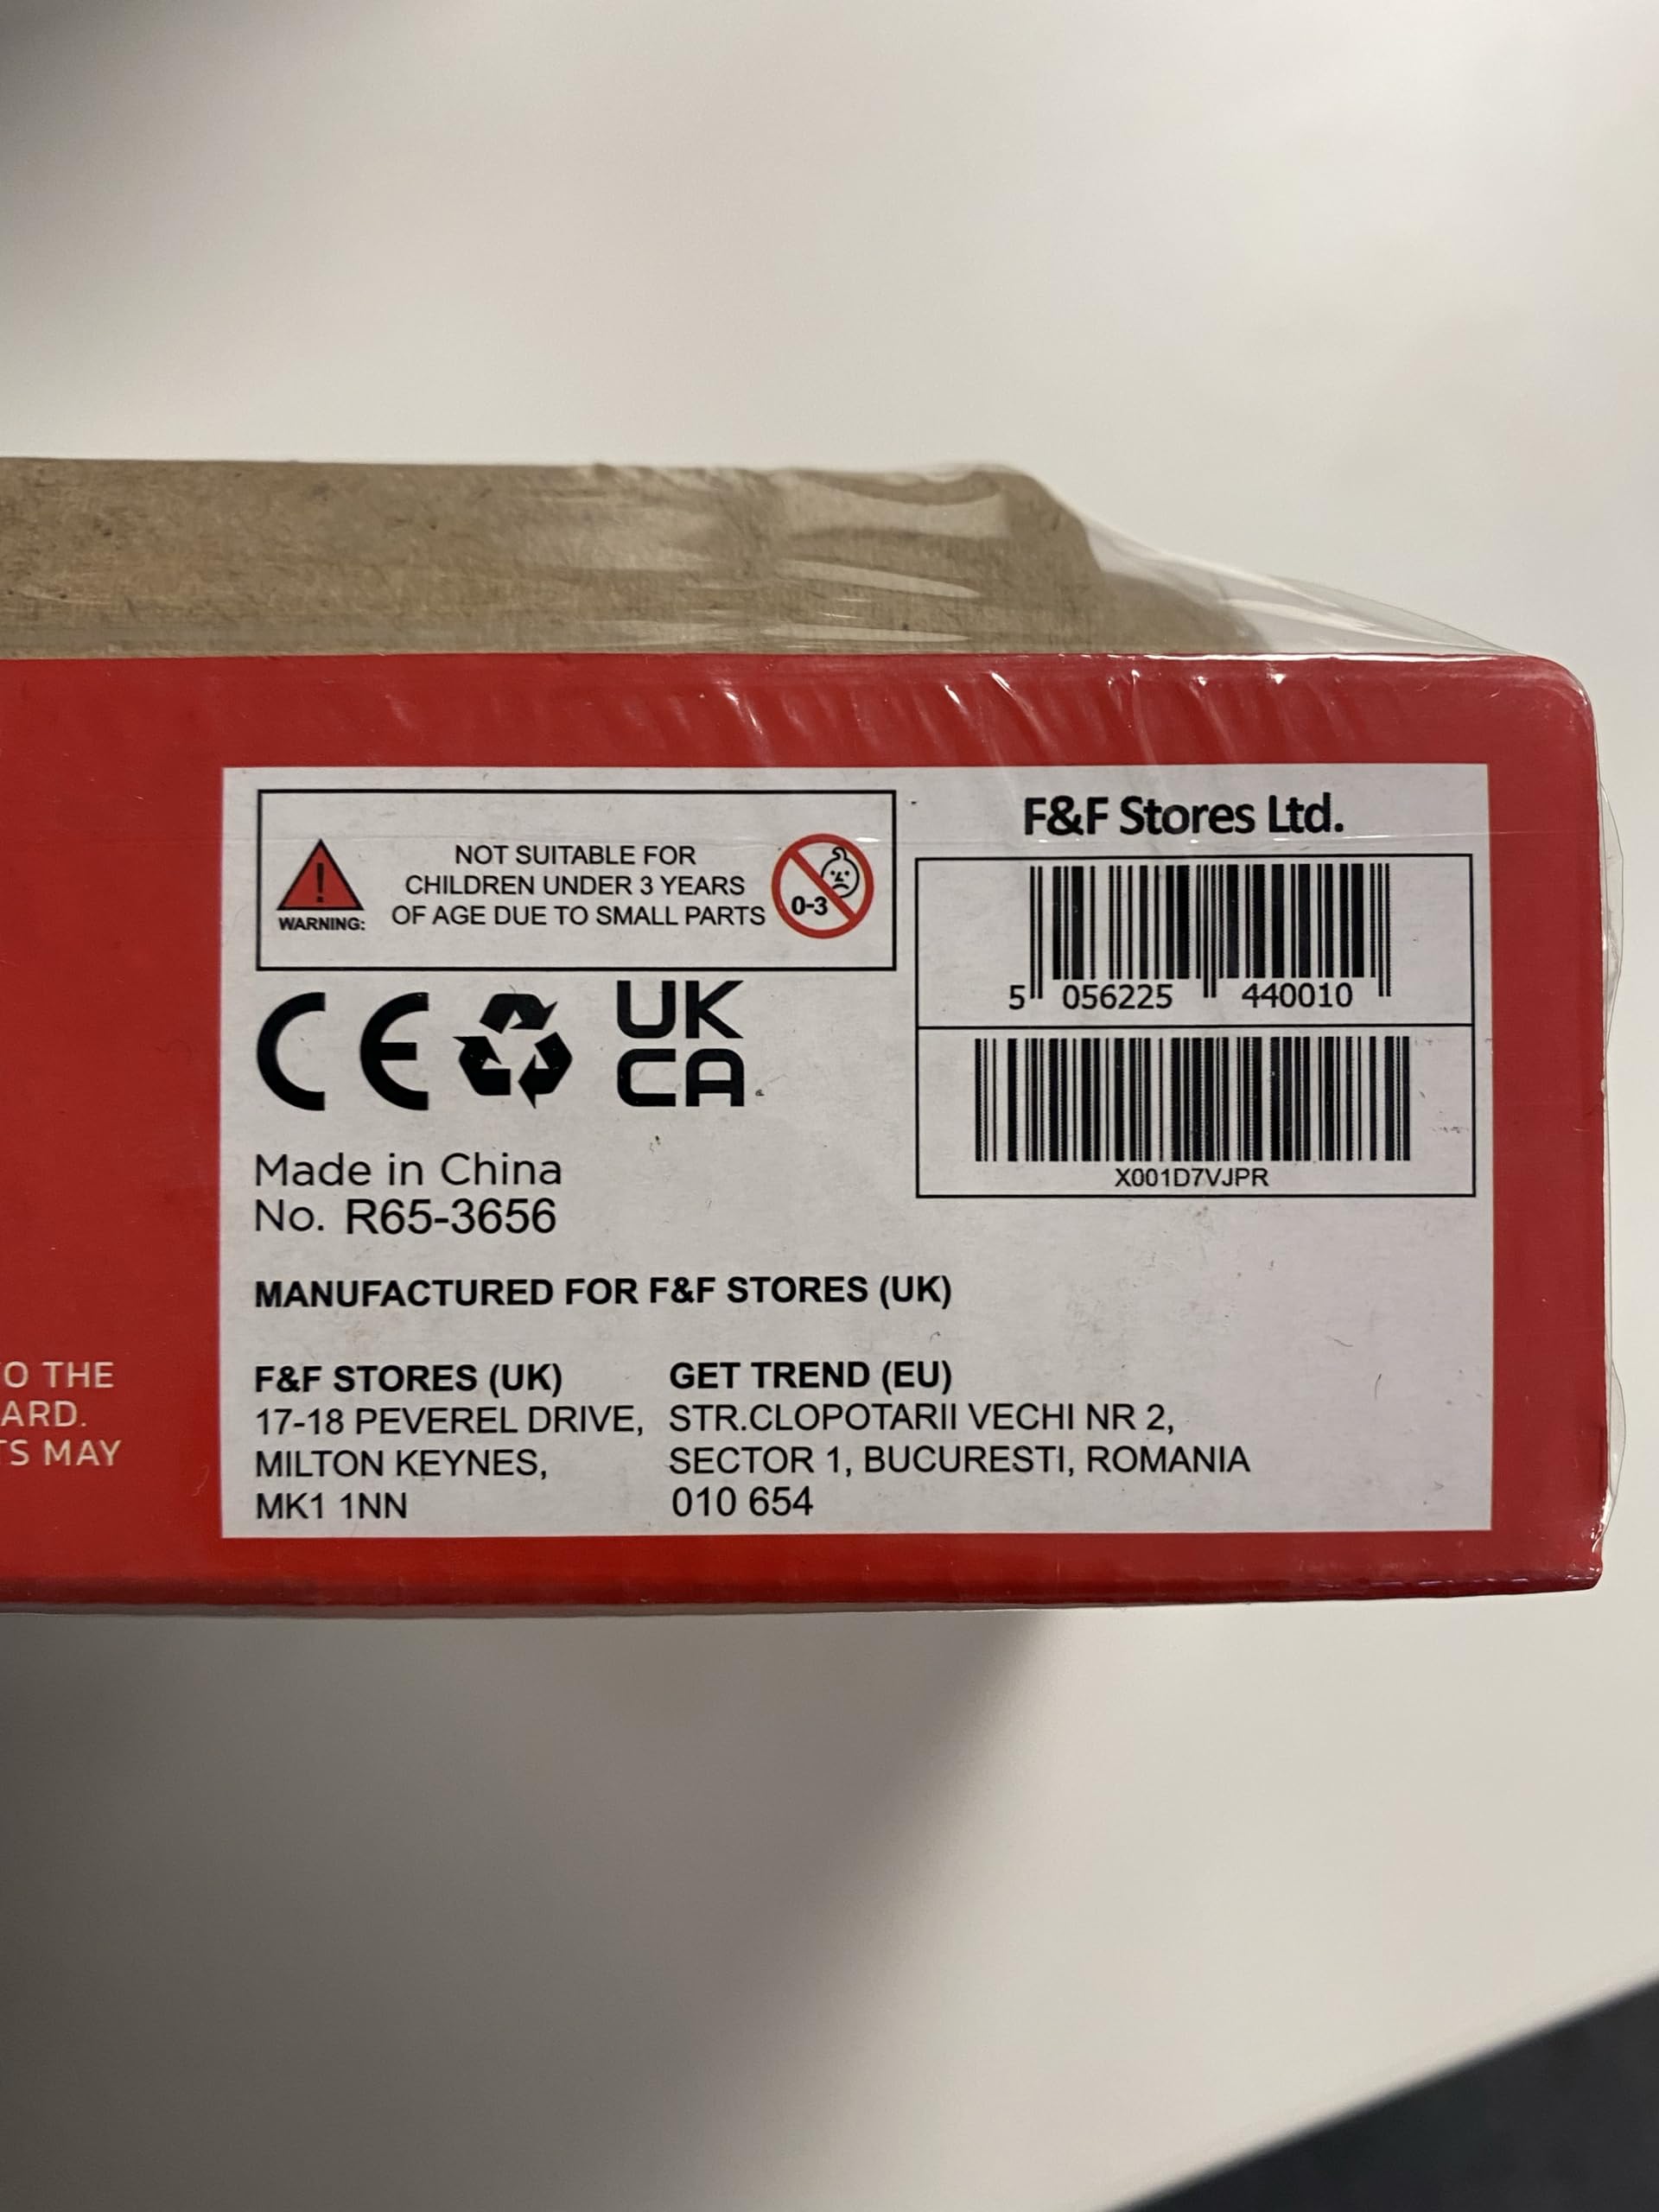 WARNING:
NOT SUITABLE FOR
CHILDREN UNDER 3 YEARS
OF AGE DUE TO SMALL PARTS
0-3
F&F Stores Ltd.
5 056225 440010
X001D7VJPR
CE
UK
CA
Made in China
No. R65-3656
MANUFACTURED FOR F&F STORES (UK)
F&F STORES (UK)
17-18 PEVEREL DRIVE,
MILTON KEYNES,
MK1 1NN
GET TREND (EU)
STR.CLOPOTARII VECHI NR 2,
SECTOR 1, BUCURESTI, ROMANIA
010 654
THE
MAY